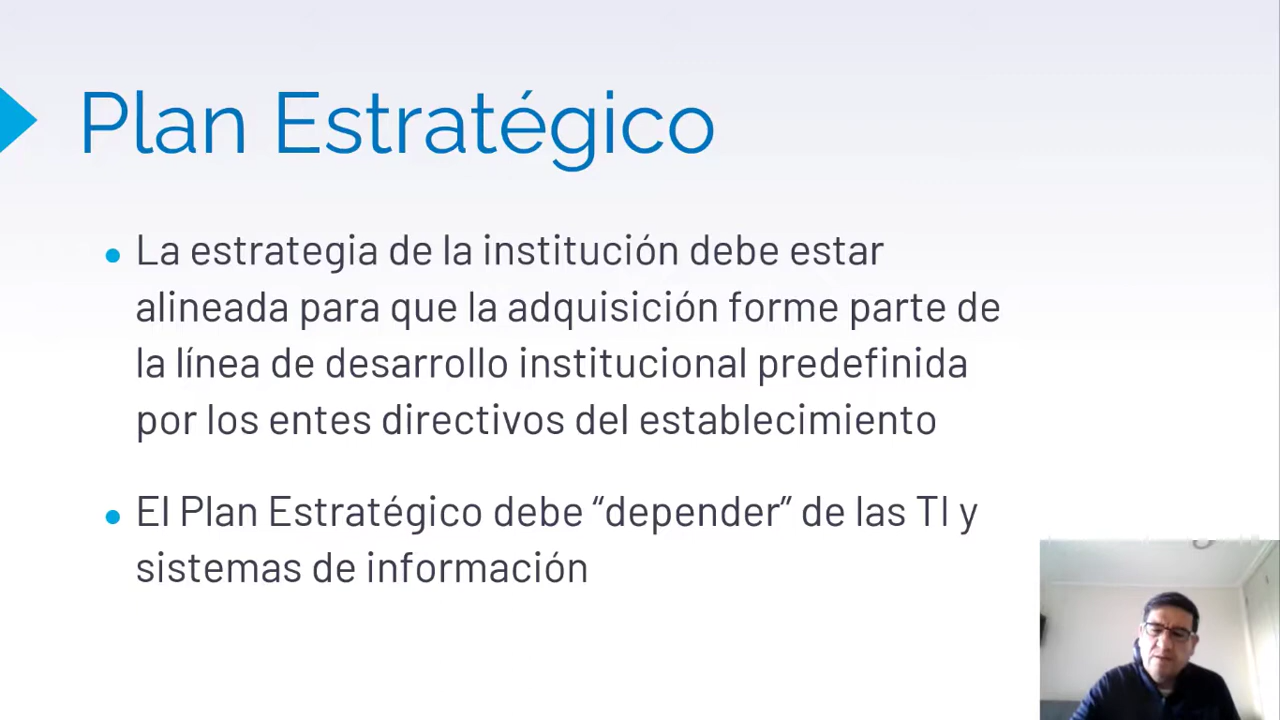 Plan Estratégico
La estrategia de la institución debe estar
alineada para que la adquisición forme parte de
la línea de desarrollo institucional predefinida
por los entes directivos del establecimiento
El Plan Estratégico debe “depender” de las TI y
sistemas de información